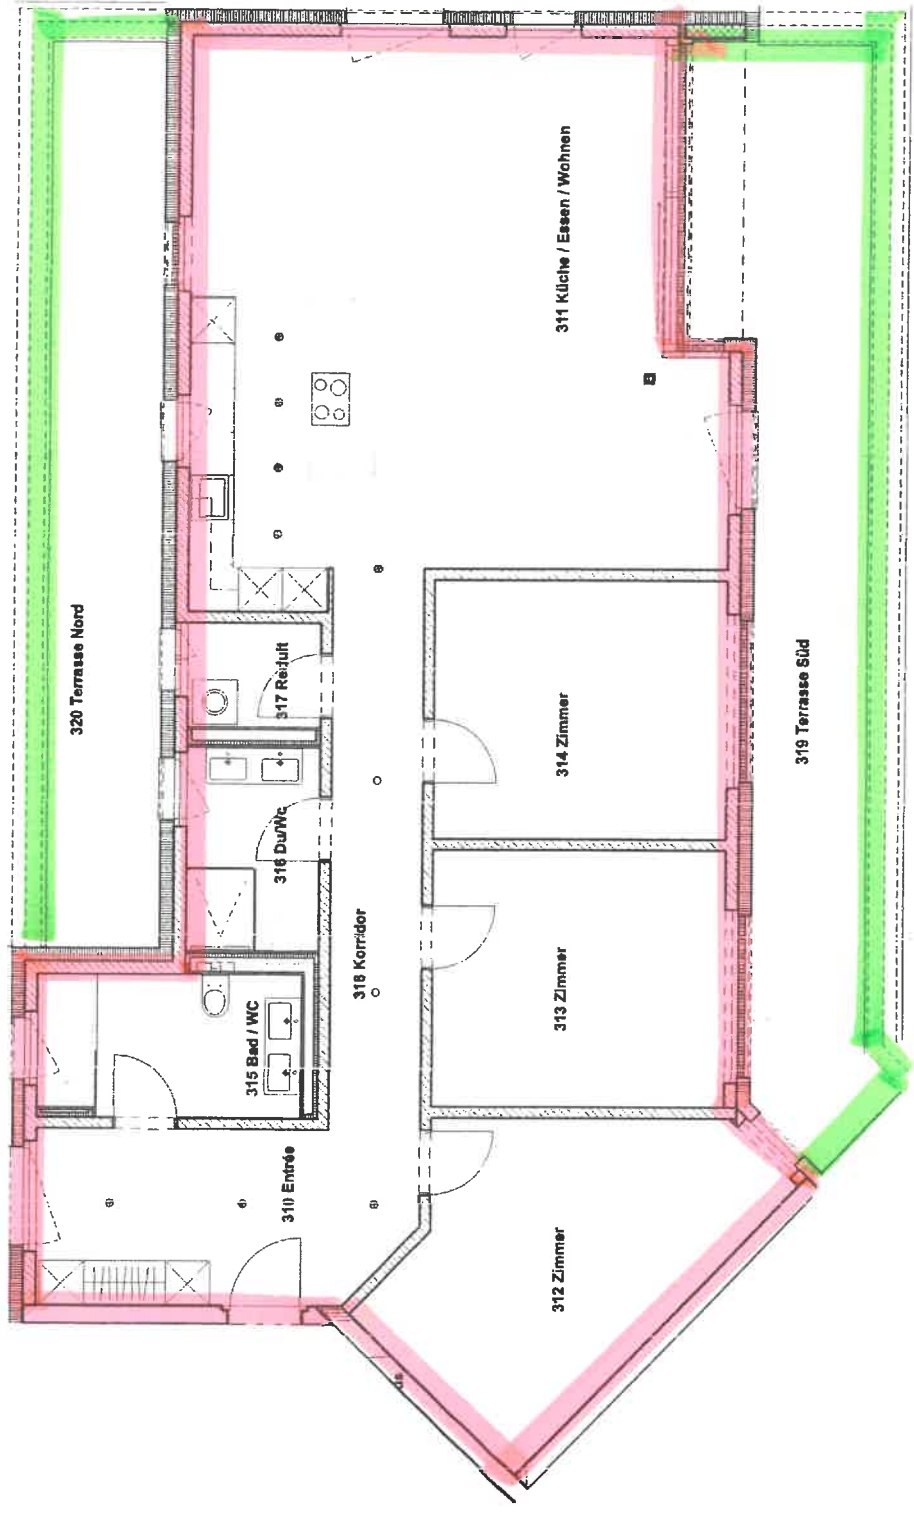 320 Terrasse Nord
311 Küche / Essen / Wohnen
317 Reduit
316 Du/Wc
314 Zimmer
319 Terrasse Süd
318 Korridor
313 Zimmer
315 Bad / WC
310 Entrée
312 Zimmer